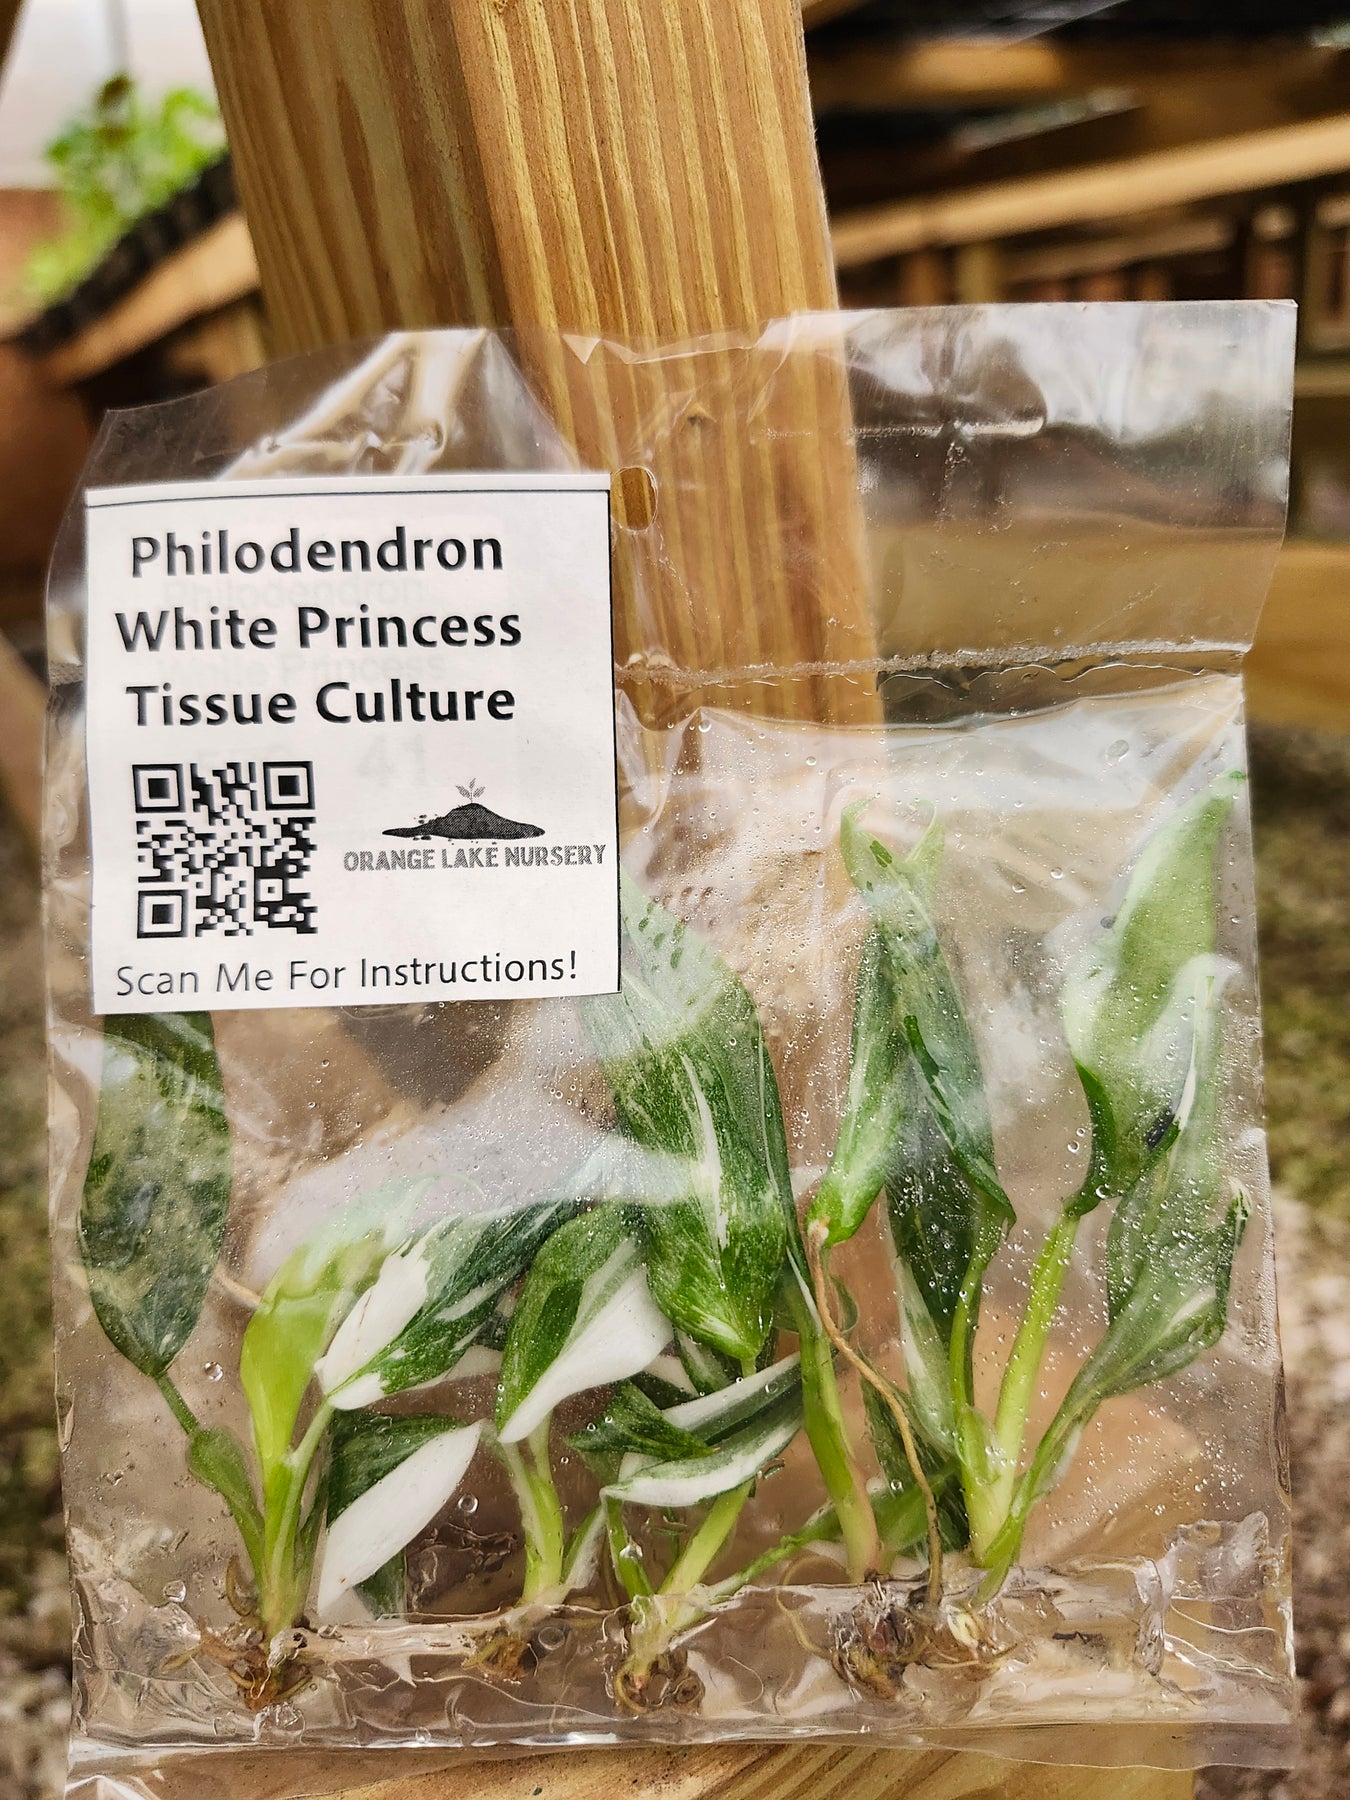 Philodendron
White Princess
Tissue Culture
ORANGE LAKE NURSERY
Scan Me For Instructions!